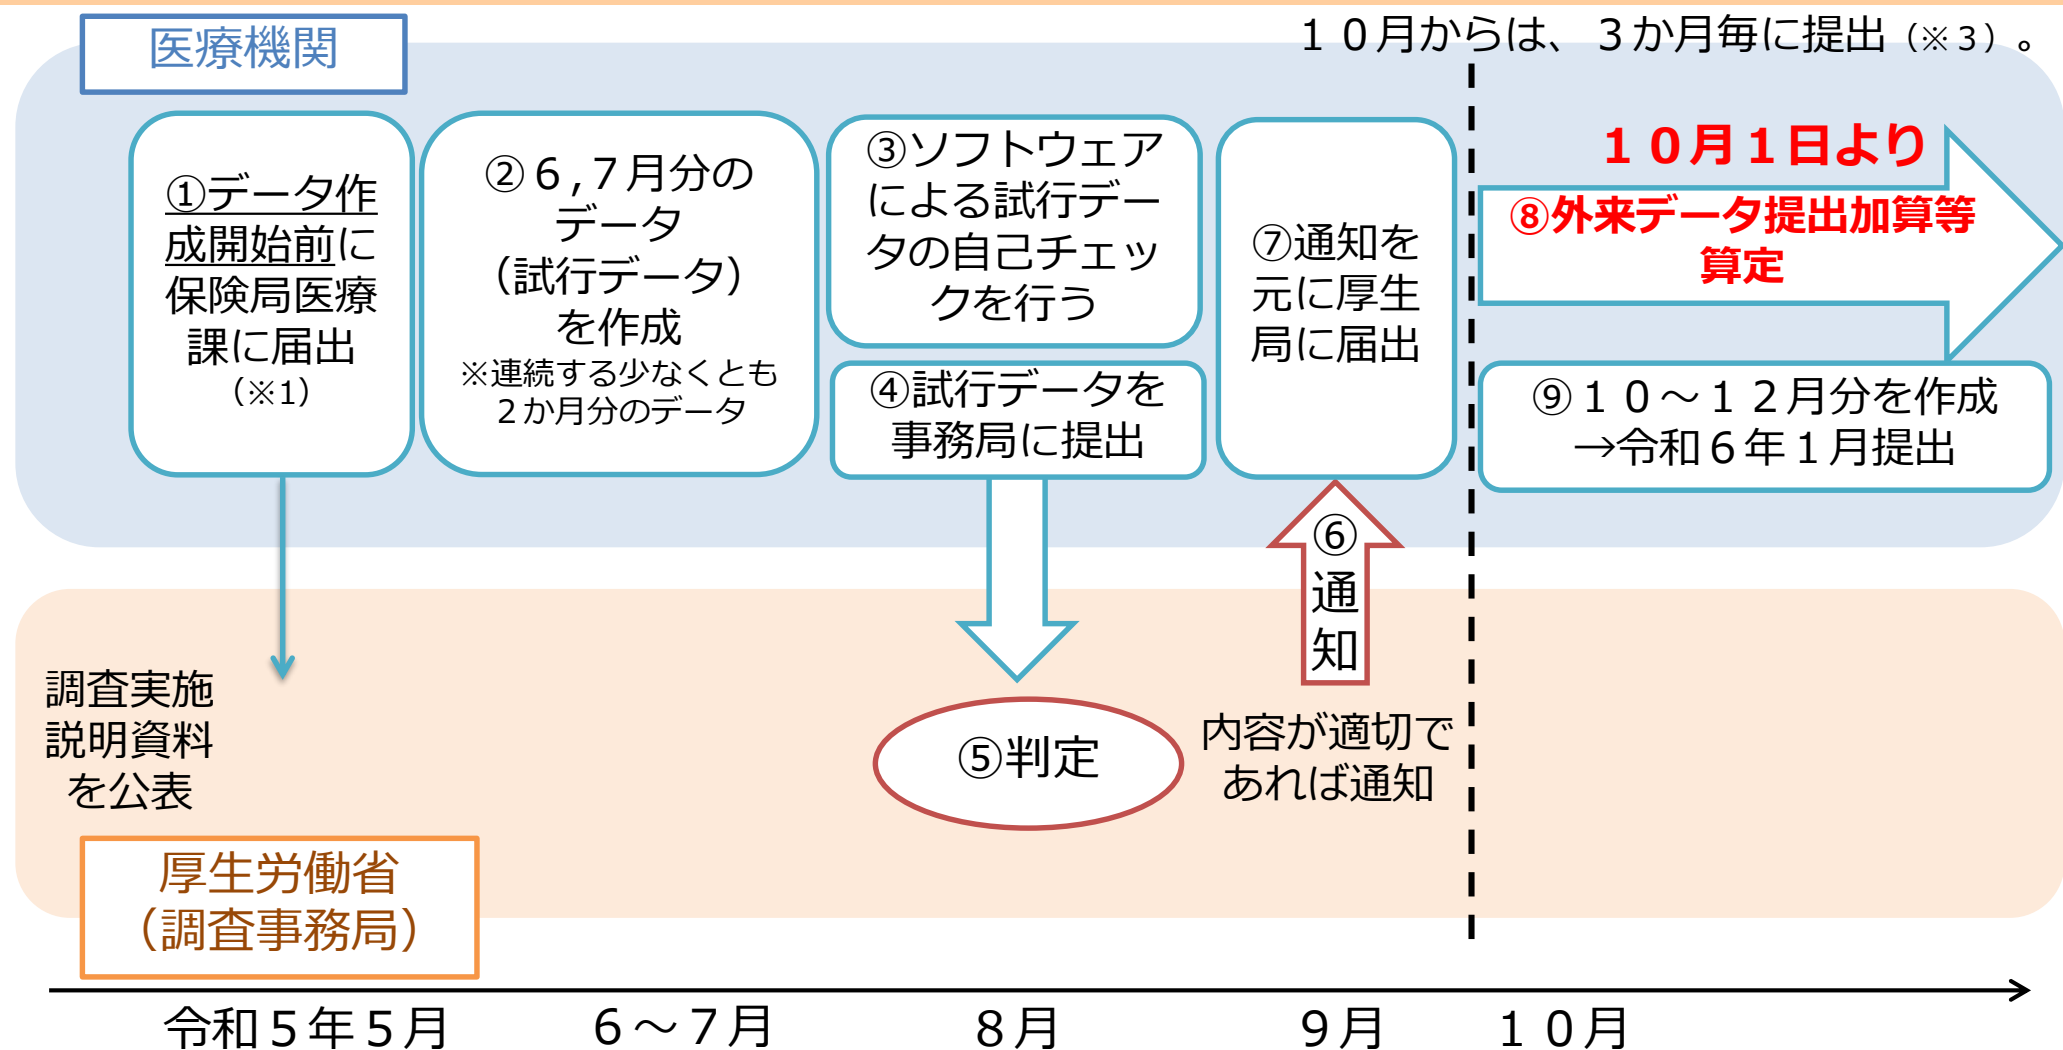 医療機関
１０月からは、３か月毎に提出（※３）。
①データ作
成開始前に
保険局医療
課に届出
（※1）
②６,７月分の
データ
（試行データ）
を作成
※連続する少なくとも
２か月分のデータ
③ソフトウェア
による試行デー
タの自己チェッ
クを行う
④試行データを
事務局に提出
⑦通知を
元に厚生
局に届出
１０月１日より
⑧外来データ提出加算等
算定
⑨１０～１２月分を作成
→令和６年１月提出
⑥
通
知
調査実施
説明資料
を公表
⑤判定
内容が適切で
あれば通知
厚生労働省
（調査事務局）
令和５年５月
６～７月
８月
９月
１０月